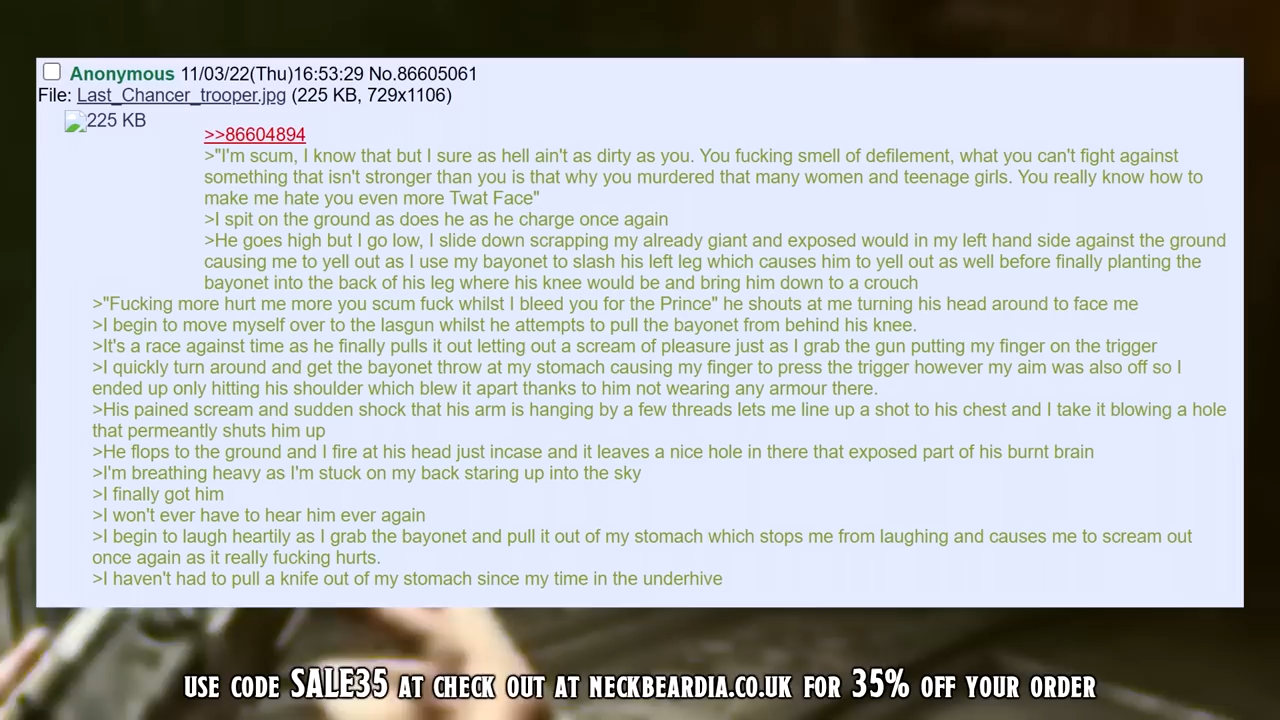 Anonymous 11/03/22(Thu)16:53:29 No.86605061
File: Last_Chancer_trooper.jpg (225 KB, 729x1106)
225 KB
>>86604894
>"I'm scum, I know that but I sure as hell ain't as dirty as you. You fucking smell of defilement, what you can't fight against
something that isn't stronger than you is that why you murdered that many women and teenage girls. You really know how to
make me hate you even more Twat Face"
>I spit on the ground as does he as he charge once again
>He goes high but I go low, I slide down scrapping my already giant and exposed would in my left hand side against the ground
causing me to yell out as I use my bayonet to slash his left leg which causes him to yell out as well before finally planting the
bayonet into the back of his leg where his knee would be and bring him down to a crouch
>"Fucking more hurt me more you scum fuck whilst I bleed you for the Prince" he shouts at me turning his head around to face me
>I begin to move myself over to the lasgun whilst he attempts to pull the bayonet from behind his knee.
>It's a race against time as he finally pulls it out letting out a scream of pleasure just as I grab the gun putting my finger on the trigger
>I quickly turn around and get the bayonet throw at my stomach causing my finger to press the trigger however my aim was also off so I
ended up only hitting his shoulder which blew it apart thanks to him not wearing any armour there.
>His pained scream and sudden shock that his arm is hanging by a few threads lets me line up a shot to his chest and I take it blowing a hole
that permeantly shuts him up
>He flops to the ground and I fire at his head just incase and it leaves a nice hole in there that exposed part of his burnt brain
>I'm breathing heavy as I'm stuck on my back staring up into the sky
>I finally got him
>I won't ever have to hear him ever again
>I begin to laugh heartily as I grab the bayonet and pull it out of my stomach which stops me from laughing and causes me to scream out
once again as it really fucking hurts.
>I haven't had to pull a knife out of my stomach since my time in the underhive
USE CODE SALE35 AT CHECK OUT AT NECKBEARDIA.CO.UK FOR 35% OFF YOUR ORDER